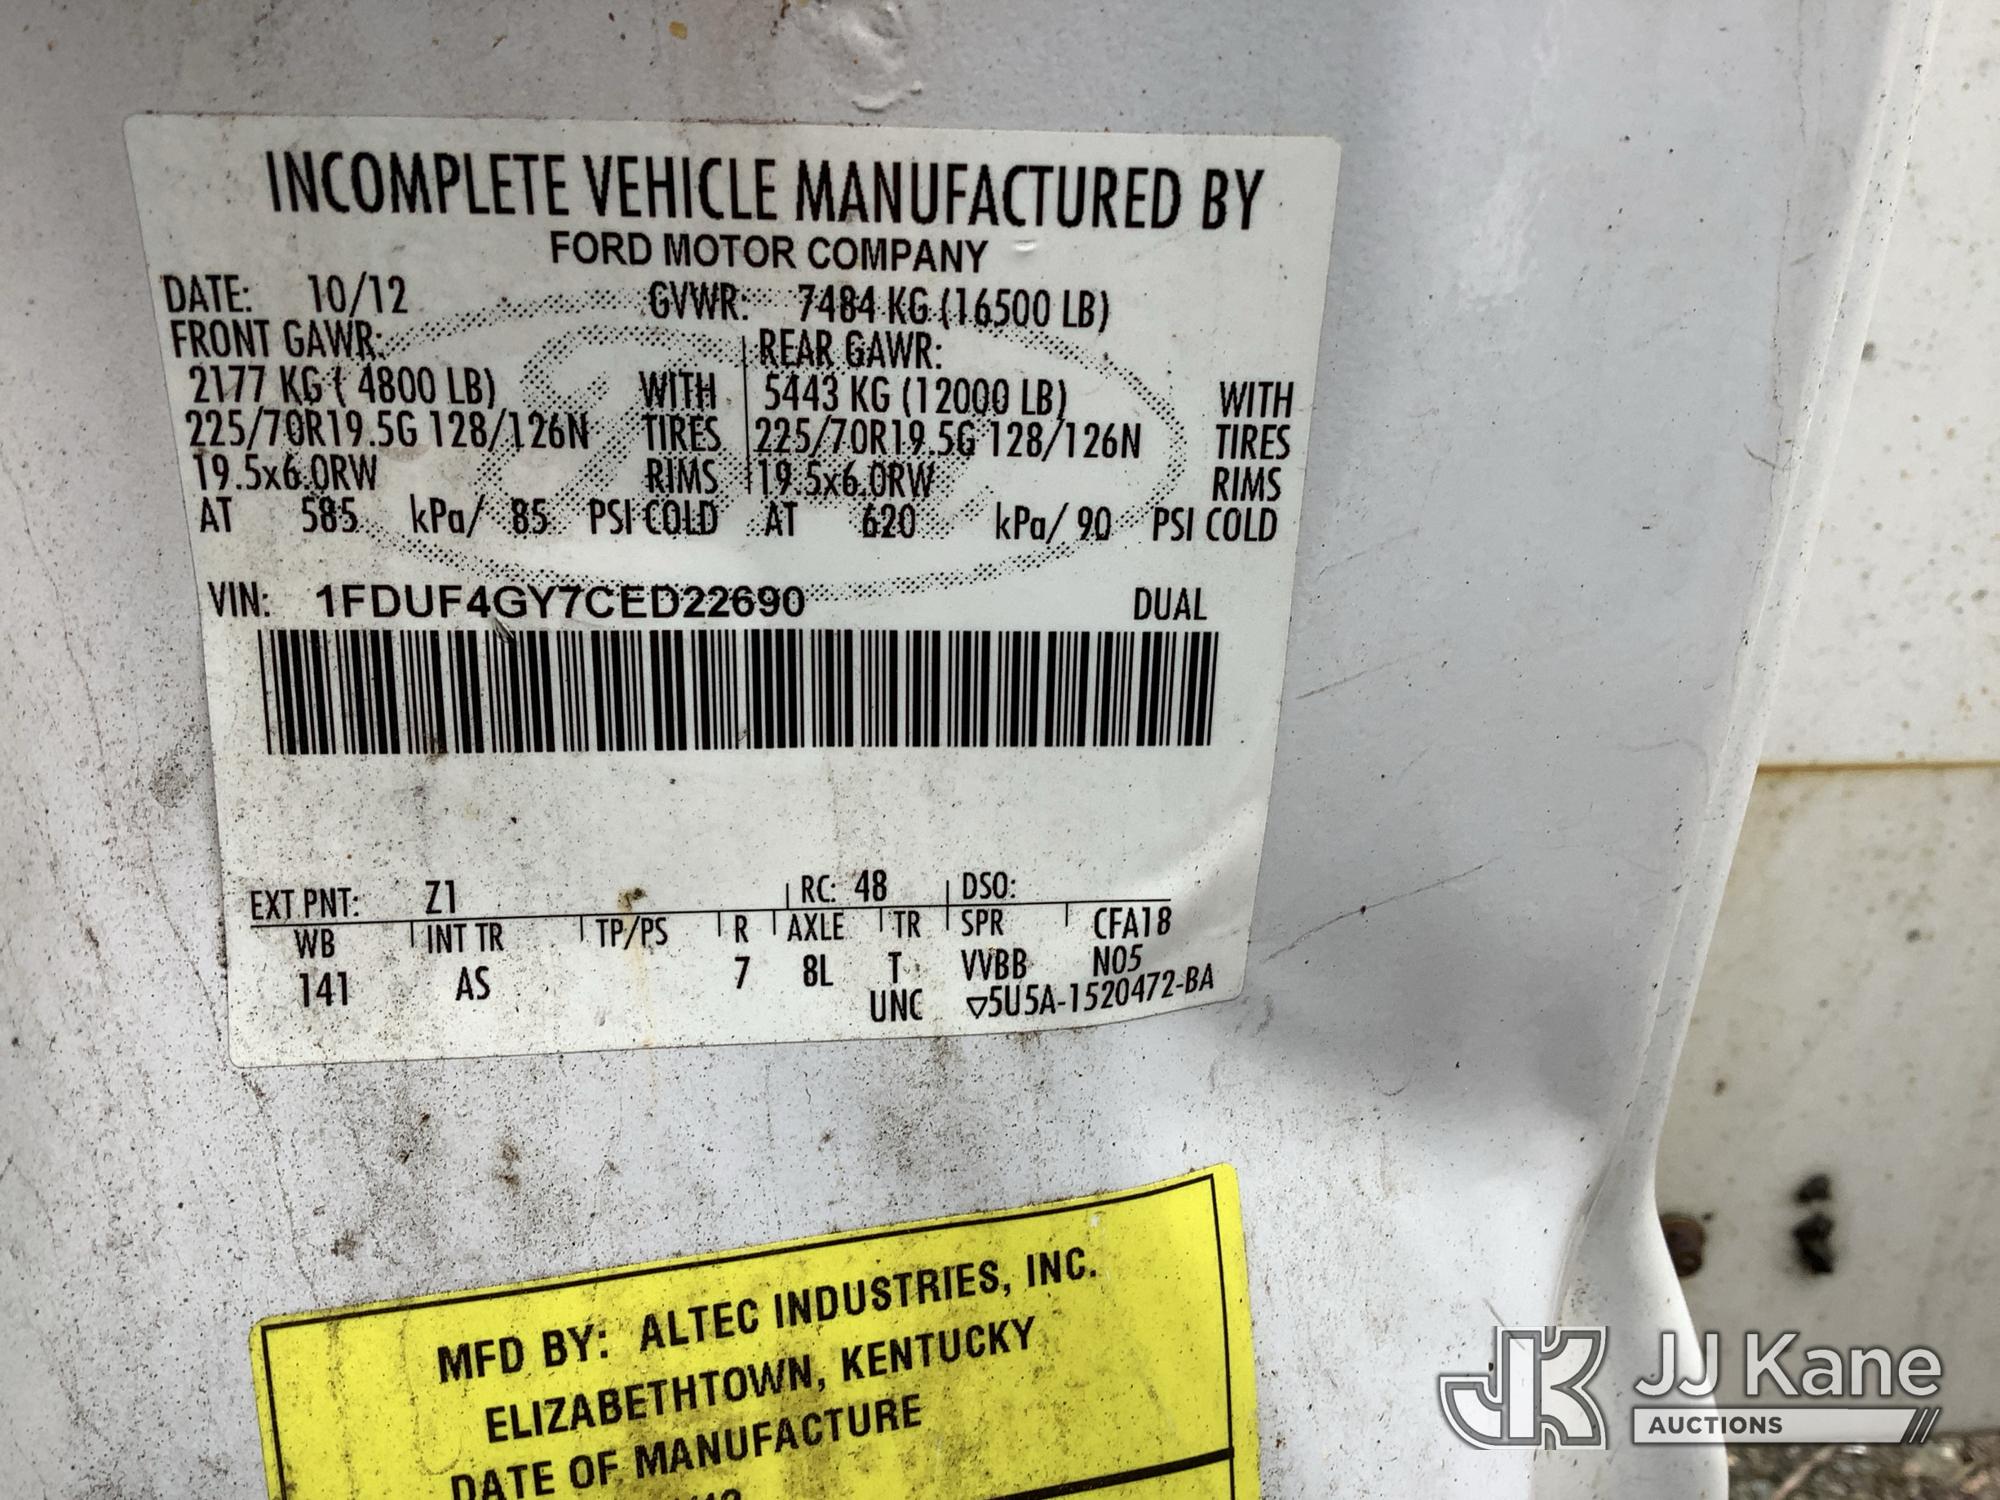 INCOMPLETE VEHICLE MANUFACTURED BY
FORD MOTOR COMPANY
DATE: 10/12 GVWR: 7484 KG (16500 LB)
FRONT GAWR: REAR GAWR:
2177 KG ( 4800 LB) WITH 5443 KG (12000 LB) WITH
225/70R19.5G 128/126N TIRES 225/70R19.5G 128/126N TIRES
19.5x6.0RW RIMS 19.5x6.0RW RIMS
AT 585 kPa/ 85 PSI COLD AT 620 kPa/ 90 PSI COLD
VIN: 1FDUF4GY7CED22690 DUAL
EXT PNT: Z1 RC: 48 DSO:
WB INT TR TP/PS R AXLE TR SPR CFA18
141 AS 7 8L T VVBB N05
UNC ▽5U5A-1520472-BA
MFD BY: ALTEC INDUSTRIES, INC.
ELIZABETHTOWN, KENTUCKY
DATE OF MANUFACTURE
JK JJ Kane
AUCTIONS